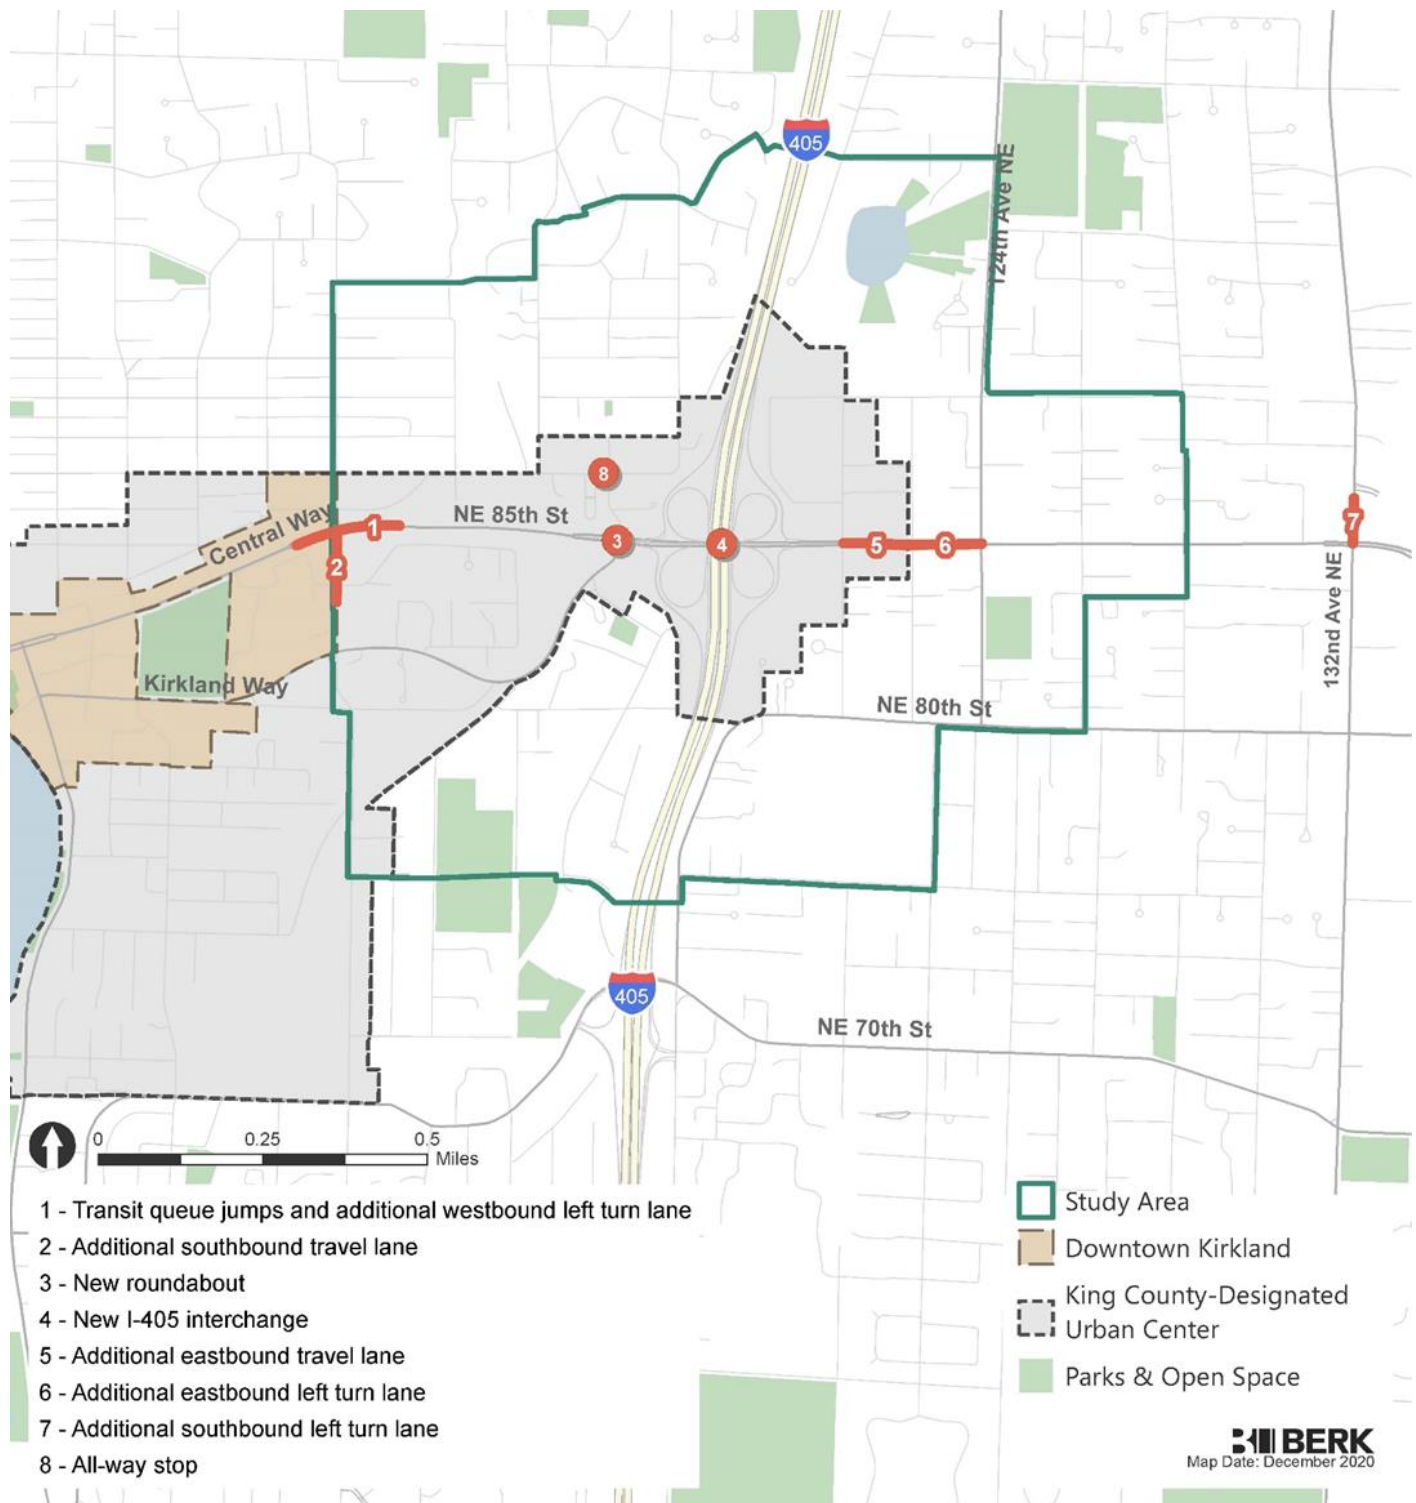 405
124th Ave NE
8
NE 85th St
Central Way
1
2
3
4
5
6
7
132nd Ave NE
Kirkland Way
NE 80th St
405
NE 70th St
0 0.25 0.5
Miles
1 - Transit queue jumps and additional westbound left turn lane
2 - Additional southbound travel lane
3 - New roundabout
4 - New I-405 interchange
5 - Additional eastbound travel lane
6 - Additional eastbound left turn lane
7 - Additional southbound left turn lane
8 - All-way stop
Study Area
Downtown Kirkland
King County-Designated
Urban Center
Parks & Open Space
BERK
Map Date: December 2020